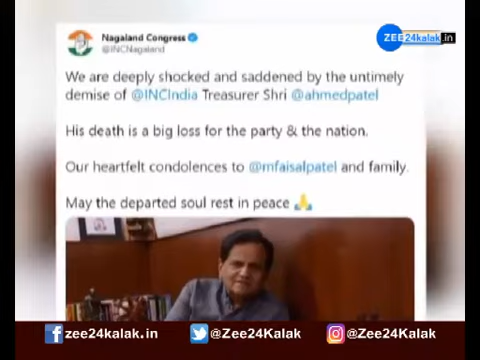 Nagaland Congress
@INCNagaland
ZEE24kalak.in
We are deeply shocked and saddened by the untimely
demise of @INCIndia Treasurer Shri @ahmedpatel
His death is a big loss for the party & the nation.
Our heartfelt condolences to @mfaisalpatel and family.
May the departed soul rest in peace 🙏
zee24kalak.in
@Zee24Kalak
@Zee24Kalak